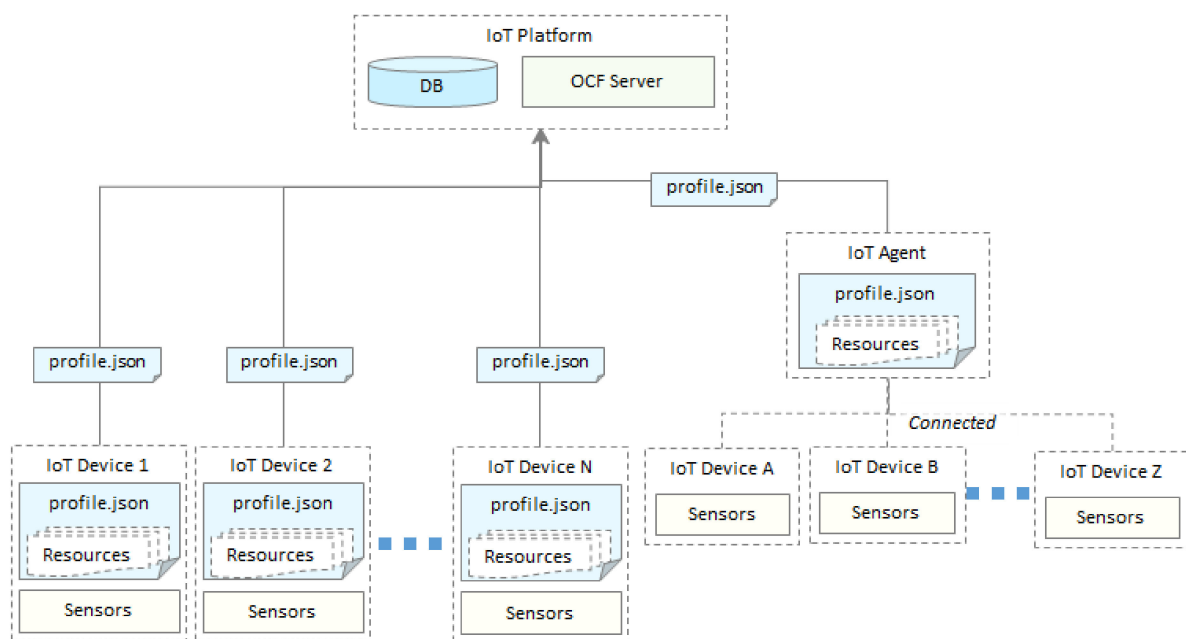 IoT Platform
DB
OCF Server
profile.json
IoT Agent
profile.json
Resources
profile.json
profile.json
profile.json
Connected
IoT Device 1
profile.json
Resources
Sensors
IoT Device 2
profile.json
Resources
Sensors
IoT Device N
profile.json
Resources
Sensors
IoT Device A
Sensors
IoT Device B
Sensors
IoT Device Z
Sensors